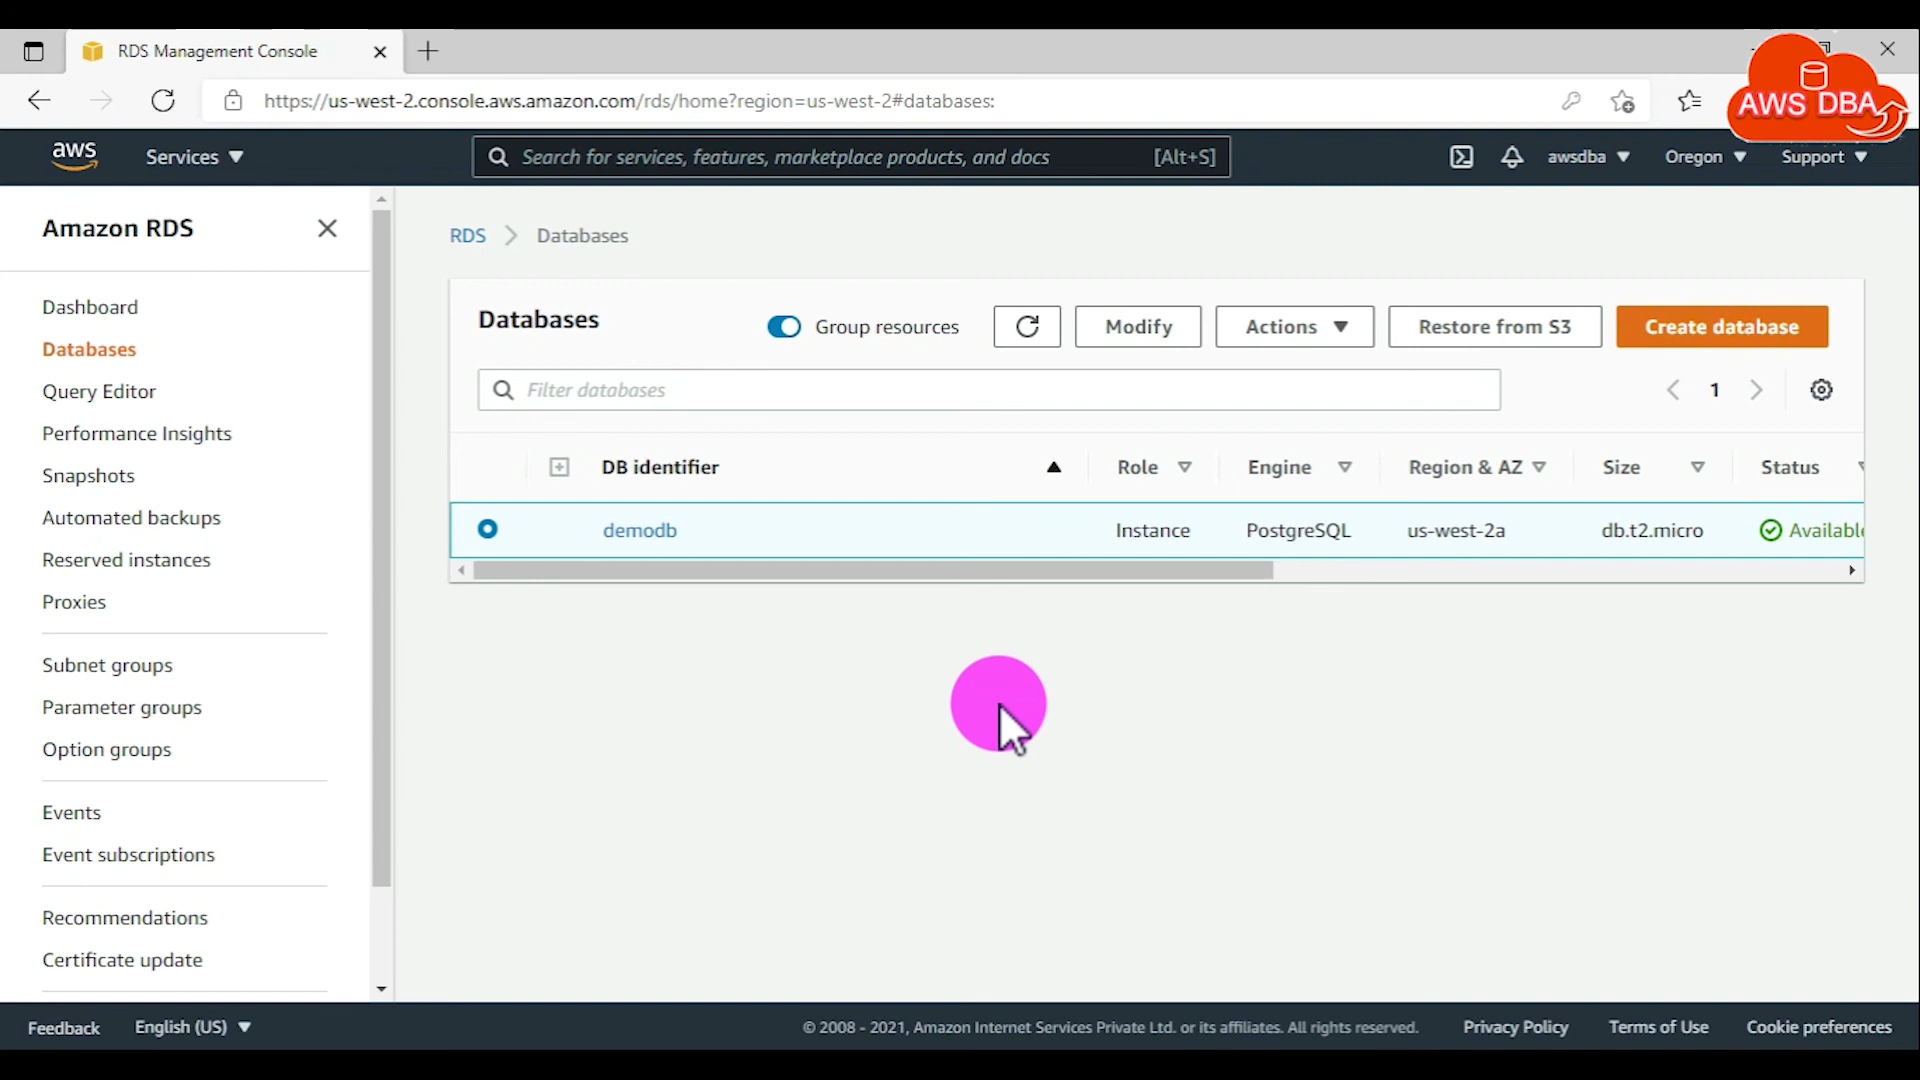 RDS Management Console
https://us-west-2.console.aws.amazon.com/rds/home?region=us-west-2#databases:
AWS DBA
aws
Services
Search for services, features, marketplace products, and docs
[Alt+S]
awsdba
Oregon
Support
Amazon RDS
Dashboard
Databases
Query Editor
Performance Insights
Snapshots
Automated backups
Reserved instances
Proxies
Subnet groups
Parameter groups
Option groups
Events
Event subscriptions
Recommendations
Certificate update
RDS
Databases
Databases
Group resources
Modify
Actions
Restore from S3
Create database
Filter databases
1
DB identifier
Role
Engine
Region & AZ
Size
Status
demodb
Instance
PostgreSQL
us-west-2a
db.t2.micro
Available
Feedback
English (US)
© 2008 - 2021, Amazon Internet Services Private Ltd. or its affiliates. All rights reserved.
Privacy Policy
Terms of Use
Cookie preferences